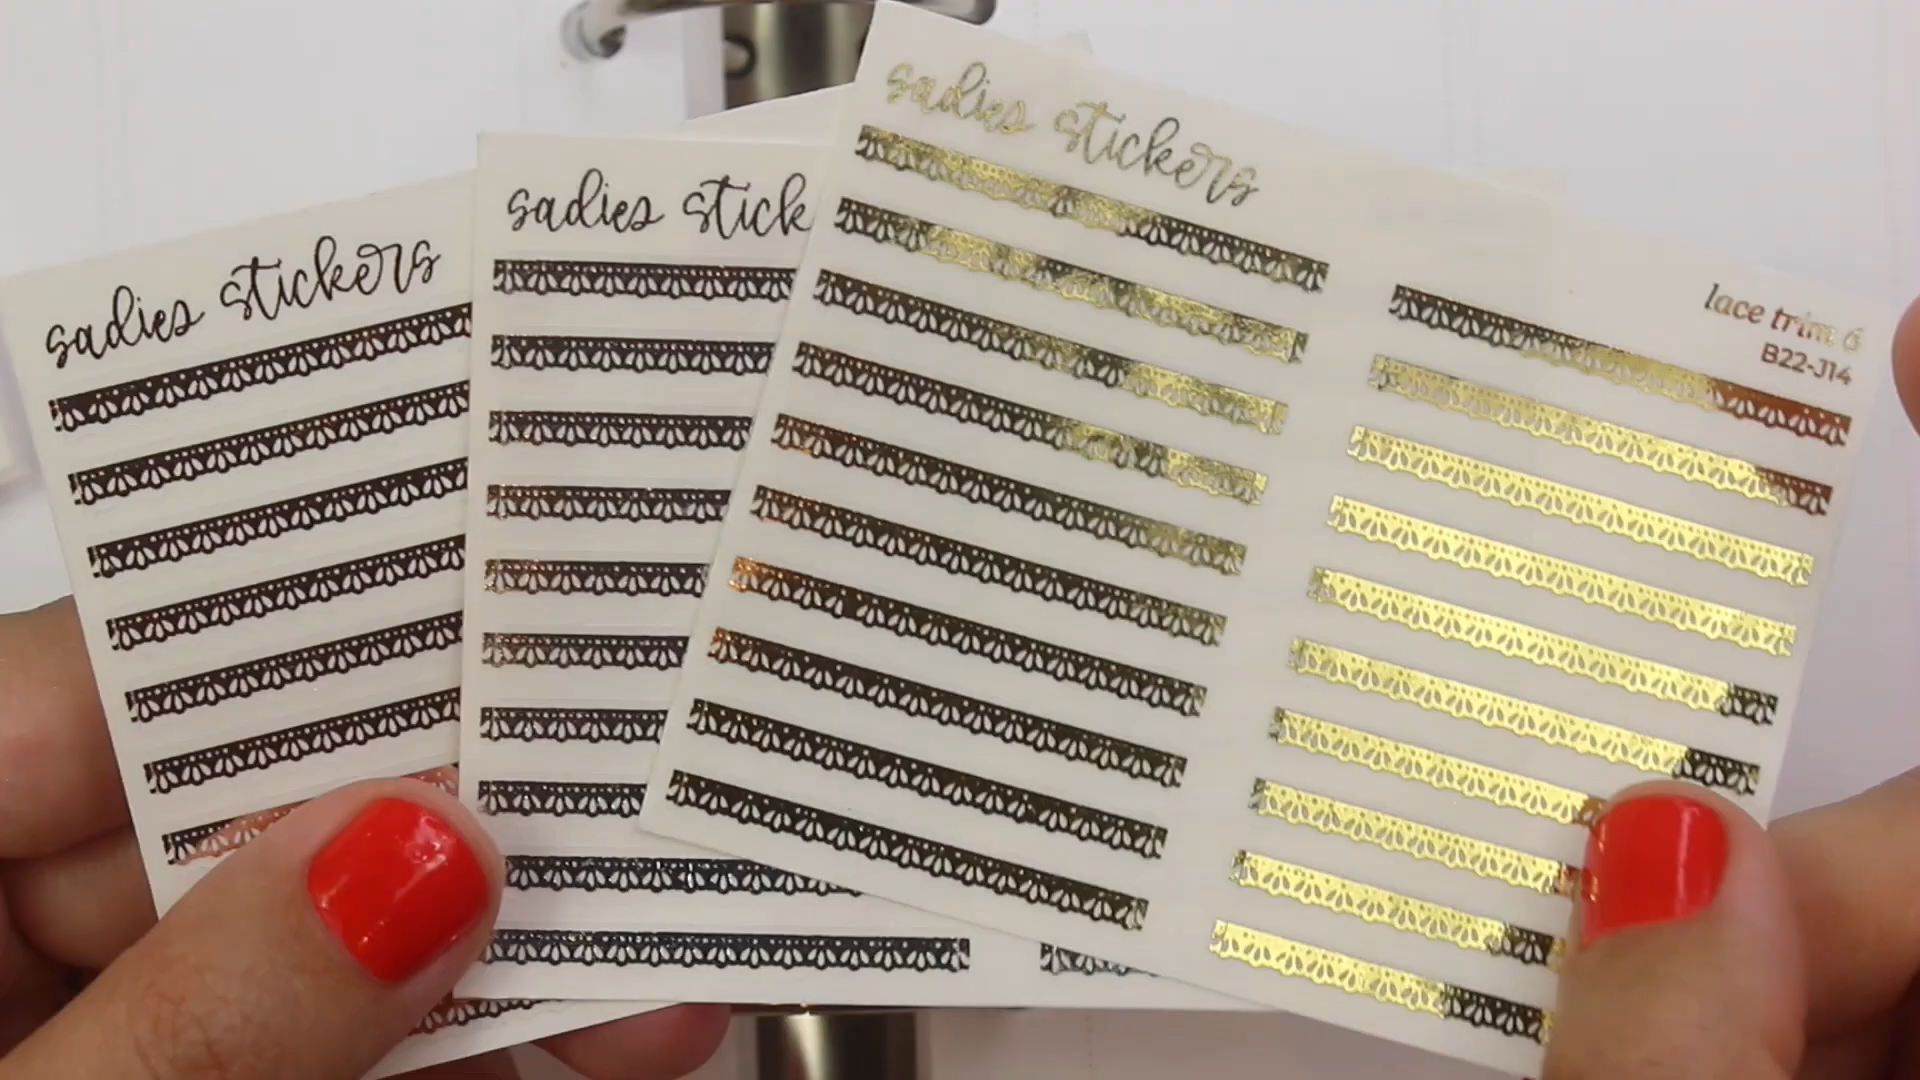 sadies stickers
sadies stick
sadies stickers
lace trim 6
B22-J14